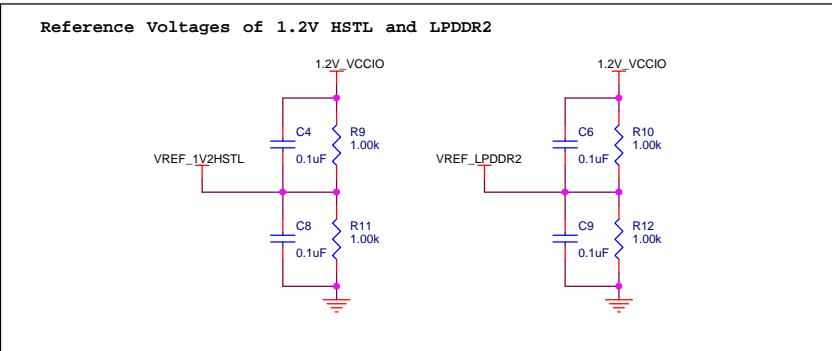 Reference Voltages of 1.2V HSTL and LPDDR2
1.2V_VCCIO
1.2V_VCCIO
C4
R9
1.00k
0.1uF
VREF_1V2HSTL
C8
R11
1.00k
0.1uF
C6
R10
1.00k
0.1uF
VREF_LPDDR2
C9
R12
1.00k
0.1uF